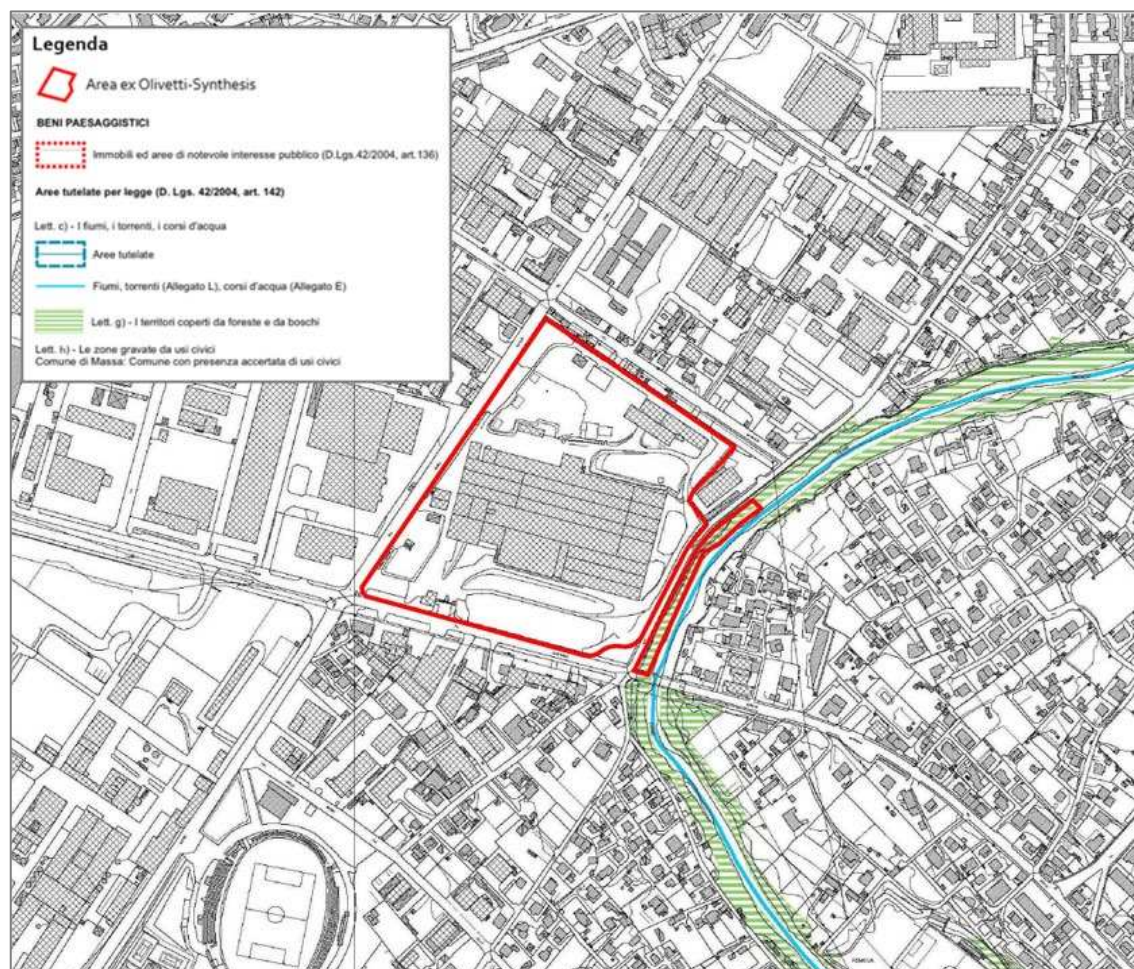 Legenda
Area ex Olivetti-Synthesis
BENI PAESAGGISTICI
Immobili ed aree di notevole interesse pubblico (D.Lgs.42/2004, art.136)
Aree tutelate per legge (D. Lgs. 42/2004, art. 142)
Lett. c) - I fiumi, i torrenti, i corsi d'acqua
Aree tutelate
Fiumi, torrenti (Allegato L), corsi d'acqua (Allegato E)
Lett. g) - I territori coperti da foreste e da boschi
Lett. h) - Le zone gravate da usi civici
Comune di Massa: Comune con presenza accertata di usi civici